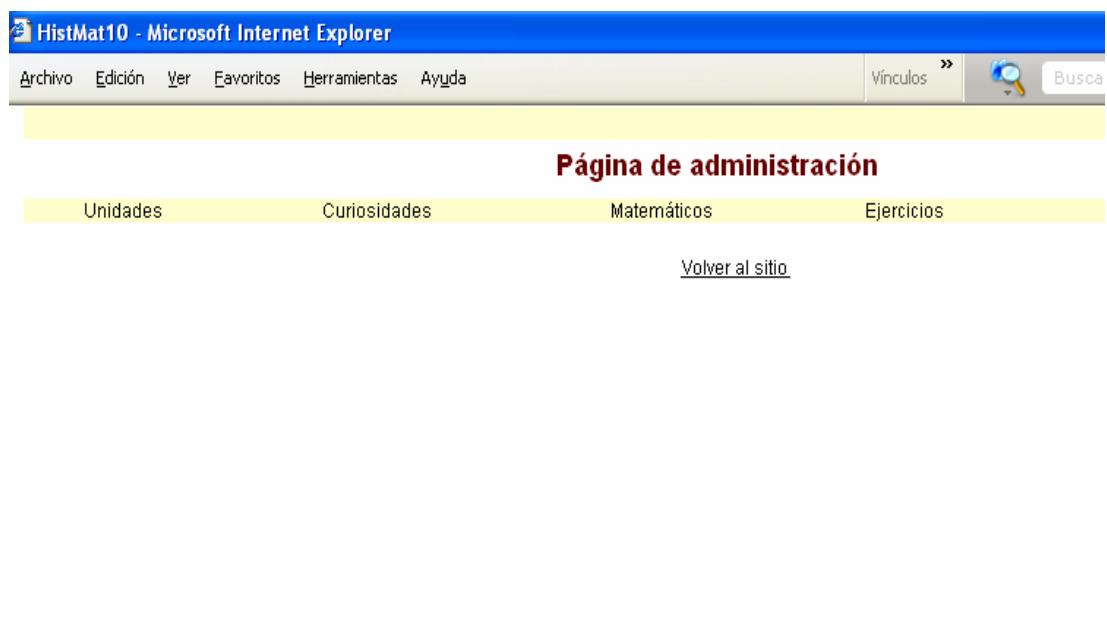 HistMat10 - Microsoft Internet Explorer
Archivo Edición Ver Favoritos Herramientas Ayuda Vínculos » Busca
Página de administración
Unidades Curiosidades Matemáticos Ejercicios
Volver al sitio